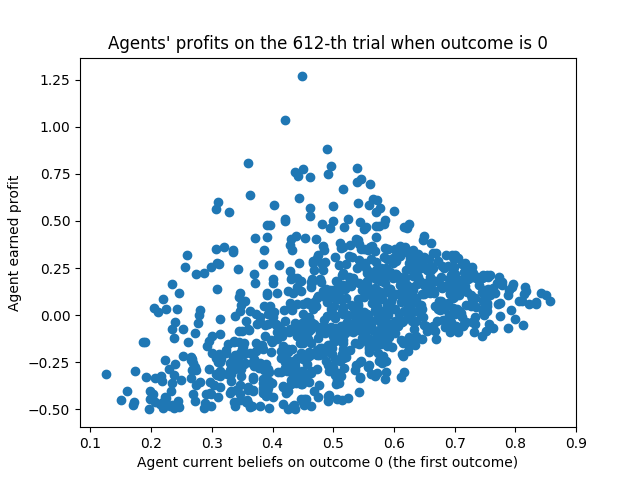 Agents' profits on the 612-th trial when outcome is 0
1.25
1.00
0.75
0.50
0.25
0.00
−0.25
−0.50
Agent earned profit
0.1 0.2 0.3 0.4 0.5 0.6 0.7 0.8 0.9
Agent current beliefs on outcome 0 (the first outcome)